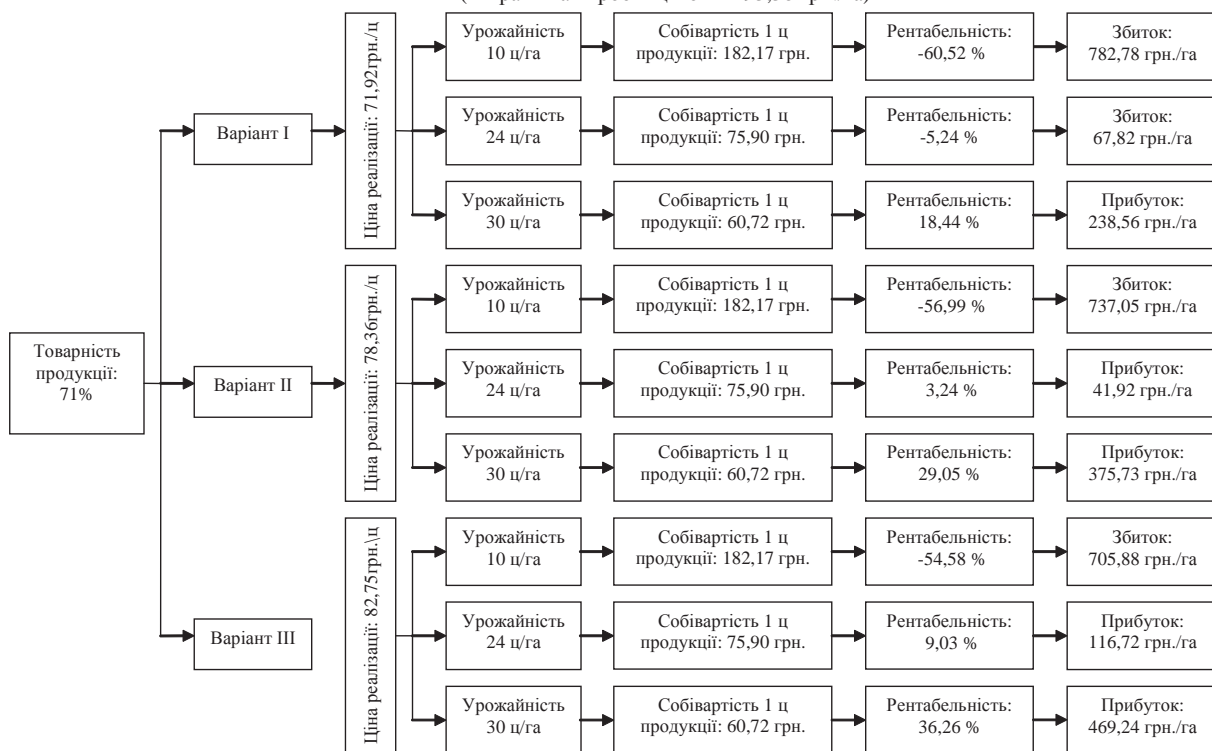 Урожайність
10 ц/га
Собівартість 1 ц
продукції: 182,17 грн.
Рентабельність:
-60,52 %
Збиток:
782,78 грн./га
Варіант I
Ціна реалізації: 71,92грн./ц
Урожайність
24 ц/га
Собівартість 1 ц
продукції: 75,90 грн.
Рентабельність:
-5,24 %
Збиток:
67,82 грн./га
Урожайність
30 ц/га
Собівартість 1 ц
продукції: 60,72 грн.
Рентабельність:
18,44 %
Прибуток:
238,56 грн./га
Товарність
продукції:
71%
Урожайність
10 ц/га
Собівартість 1 ц
продукції: 182,17 грн.
Рентабельність:
-56,99 %
Збиток:
737,05 грн./га
Варіант II
Ціна реалізації: 78,36грн./ц
Урожайність
24 ц/га
Собівартість 1 ц
продукції: 75,90 грн.
Рентабельність:
3,24 %
Прибуток:
41,92 грн./га
Урожайність
30 ц/га
Собівартість 1 ц
продукції: 60,72 грн.
Рентабельність:
29,05 %
Прибуток:
375,73 грн./га
Урожайність
10 ц/га
Собівартість 1 ц
продукції: 182,17 грн.
Рентабельність:
-54,58 %
Збиток:
705,88 грн./га
Варіант III
Ціна реалізації: 82,75грн.\ц
Урожайність
24 ц/га
Собівартість 1 ц
продукції: 75,90 грн.
Рентабельність:
9,03 %
Прибуток:
116,72 грн./га
Урожайність
30 ц/га
Собівартість 1 ц
продукції: 60,72 грн.
Рентабельність:
36,26 %
Прибуток:
469,24 грн./га